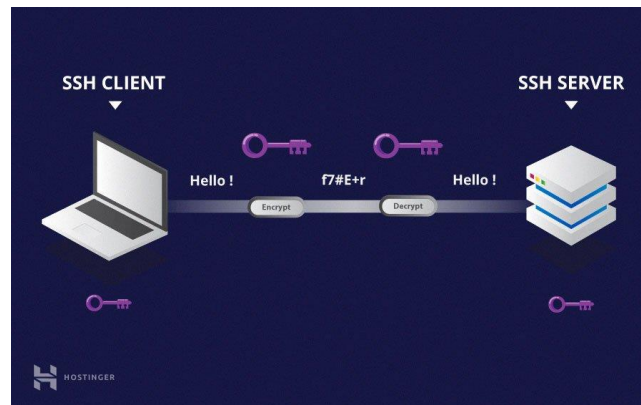 SSH CLIENT
SSH SERVER
Hello !
f7#E+r
Hello !
Encrypt
Decrypt
HOSTINGER